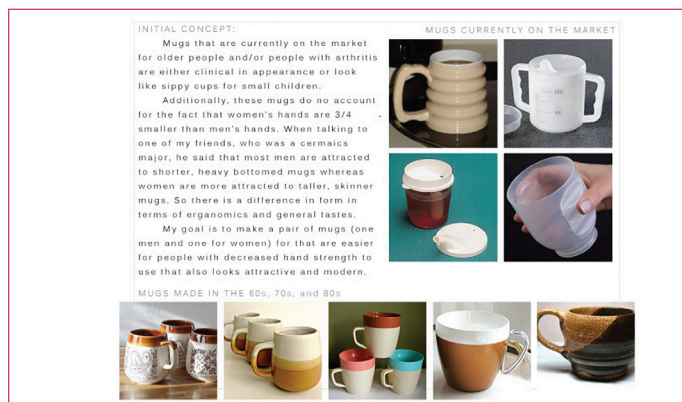 INITIAL CONCEPT:
MUGS CURRENTLY ON THE MARKET
Mugs that are currently on the market
for older people and/or people with arthritis
are either clinical in appearance or look
like sippy cups for small children.
Additionally, these mugs do no account
for the fact that women's hands are 3/4
smaller than men's hands. When talking to
one of my friends, who was a cermaics
major, he said that most men are attracted
to shorter, heavy bottomed mugs whereas
women are more attracted to taller, skinner
mugs. So there is a difference in form in
terms of erganomics and general tastes.
My goal is to make a pair of mugs (one
men and one for women) for that are easier
for people with decreased hand strength to
use that also looks attractive and modern.
MUGS MADE IN THE 60s, 70s, and 80s